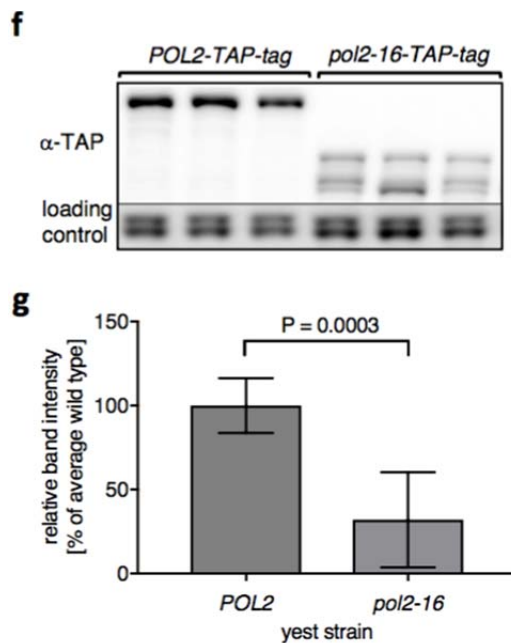 f
POL2-TAP-tag pol2-16-TAP-tag
α-TAP
loading
control
g
P = 0.0003
150
100
50
0
relative band intensity
[% of average wild type]
POL2 pol2-16
yest strain